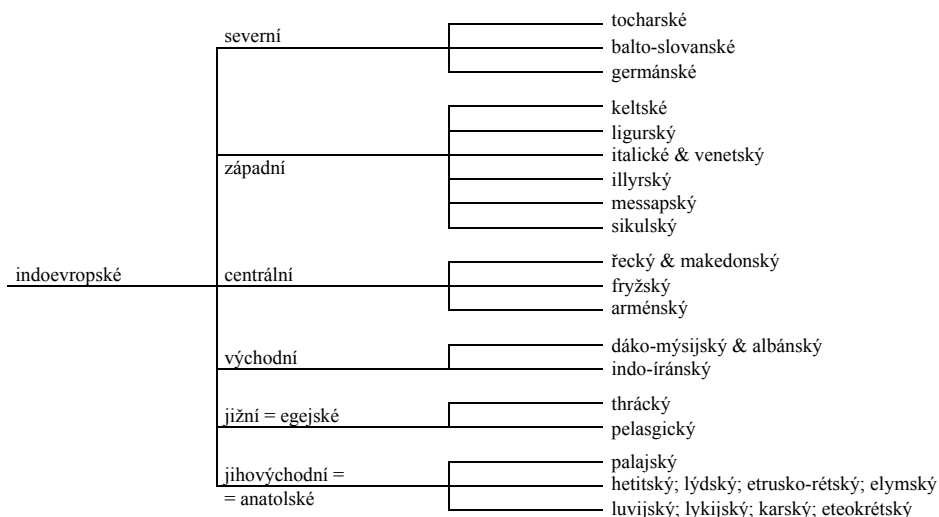 tocharské
severní
balto-slovanské
germánské
keltské
ligurský
italické & venetský
západní
illyrský
messapský
sikulský
řecký & makedonský
indoevropské
centrální
fryžský
arménský
dáko-mýsijský & albánský
východní
indo-íránský
thrácký
jižní = egejské
pelasgický
palajský
jihovýchodní =
hetitský; lýdský; etrusko-rétský; elymský
= anatolské
luvijský; lykijský; karský; eteokrétský